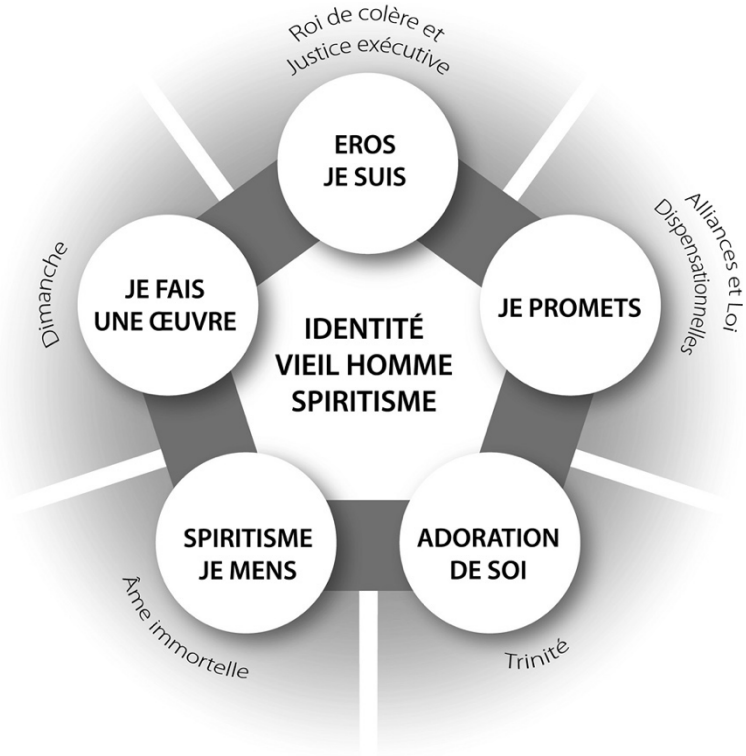 Roi de colère et
Justice exécutive
EROS
JE SUIS
Alliances et Loi
Dispensationnelles
JE PROMETS
Dimanche
JE FAIS
UNE ŒUVRE
IDENTITÉ
VIEIL HOMME
SPIRITISME
SPIRITISME
JE MENS
ADORATION
DE SOI
Âme immortelle
Trinité